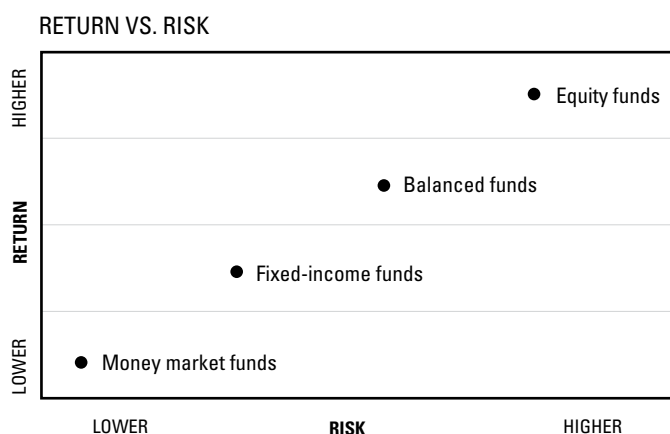 RETURN VS. RISK
HIGHER
Equity funds
Balanced funds
RETURN
Fixed-income funds
LOWER
Money market funds
LOWER
RISK
HIGHER